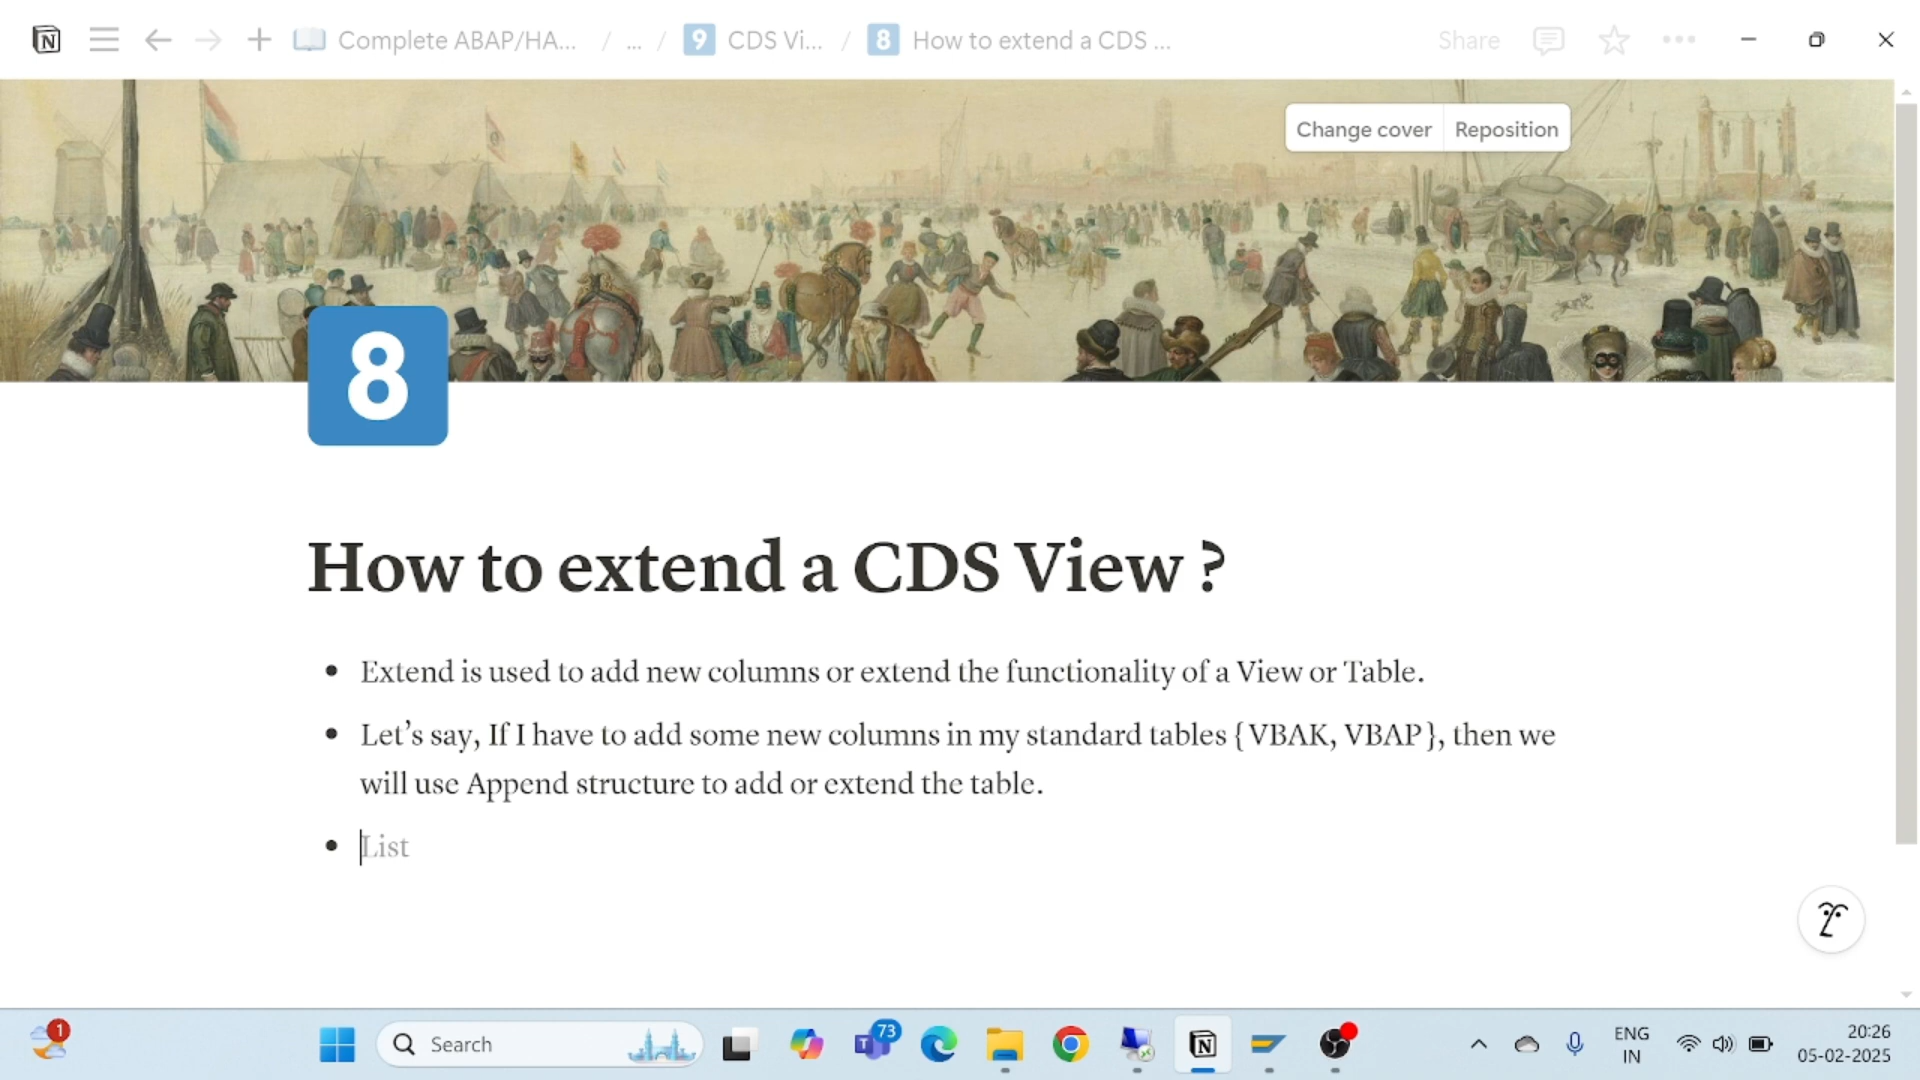 Complete ABAP/HA... / ... / 9 CDS Vi... / 8 How to extend a CDS ...
Share
Change cover Reposition
8
How to extend a CDS View ?
• Extend is used to add new columns or extend the functionality of a View or Table.
• Let’s say, If I have to add some new columns in my standard tables {VBAK, VBAP}, then we
will use Append structure to add or extend the table.
• List
1
Search
73
ENG
IN
20:26
05-02-2025